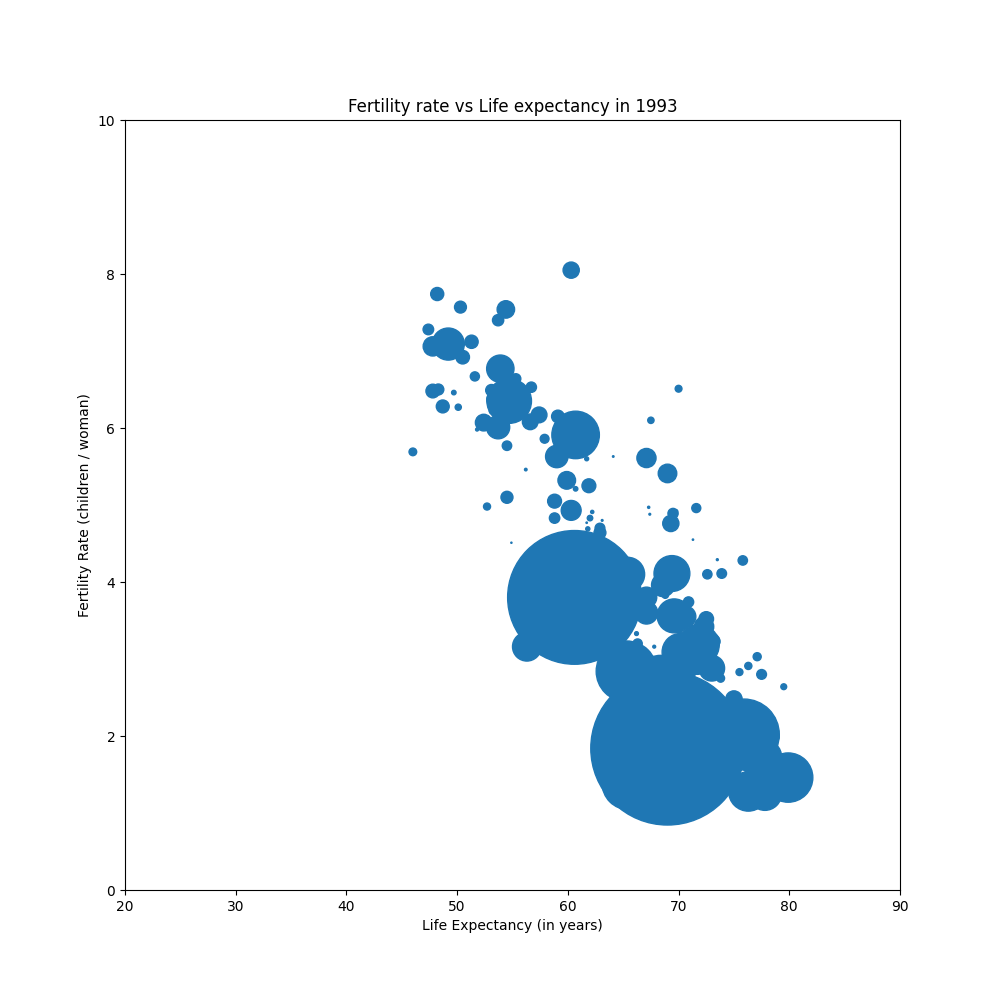 Fertility rate vs Life expectancy in 1993
10
8
6
4
2
0
Fertility Rate (children / woman)
20 30 40 50 60 70 80 90
Life Expectancy (in years)